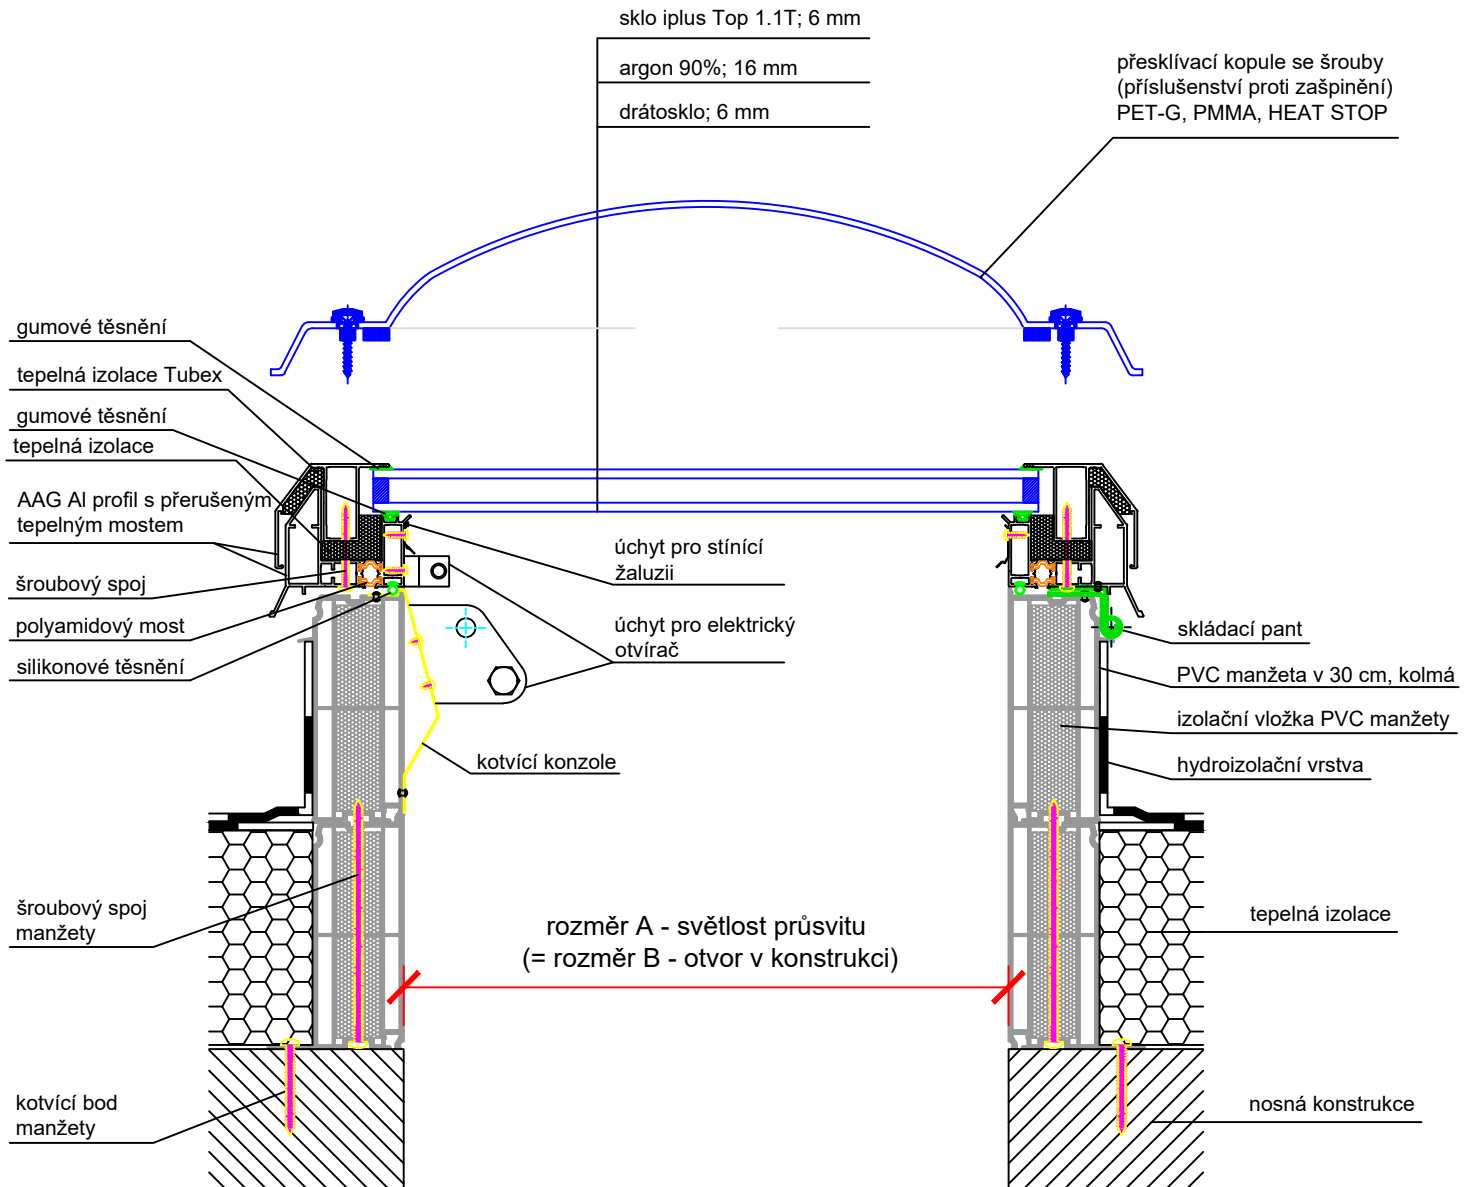 sklo iplus Top 1.1T; 6 mm
argon 90%; 16 mm
drátosklo; 6 mm
přesklívací kopule se šrouby
(příslušenství proti zašpinění)
PET-G, PMMA, HEAT STOP
gumové těsnění
tepelná izolace Tubex
gumové těsnění
tepelná izolace
AAG Al profil s přerušeným
tepelným mostem
šroubový spoj
polyamidový most
silikonové těsnění
úchyt pro stínící
žaluzii
úchyt pro elektrický
otvírač
kotvící konzole
skládací pant
PVC manžeta v 30 cm, kolmá
izolační vložka PVC manžety
hydroizolační vrstva
šroubový spoj
manžety
rozměr A - světlost průsvitu
(= rozměr B - otvor v konstrukci)
tepelná izolace
kotvící bod
manžety
nosná konstrukce